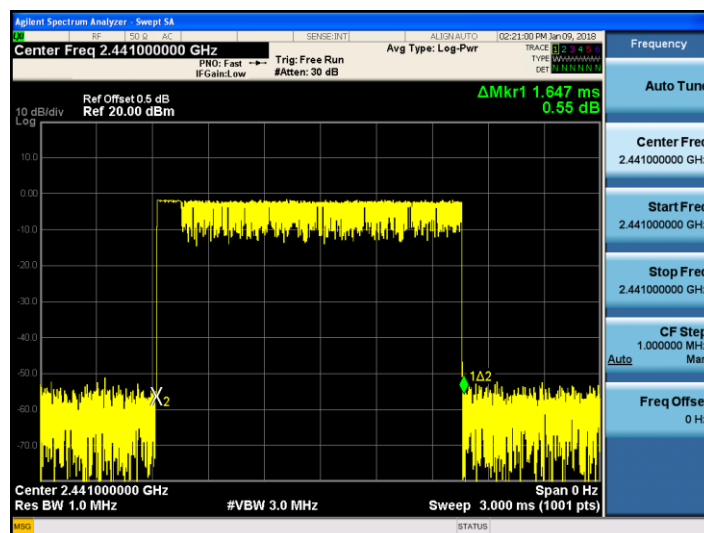 Agilent Spectrum Analyzer - Swept SA
RF 50 Ω AC SENSE:INT ALIGN AUTO 02:21:00 PM Jan 09, 2018
Center Freq 2.441000000 GHz
PNO: Fast Trig: Free Run
IFGain:Low #Atten: 30 dB
Avg Type: Log-Pwr
TRACE 1 2 3 4 5 6
TYPE
DET N N N N N N
ΔMkr1 1.647 ms
0.55 dB
Ref Offset 0.5 dB
10 dB/div Ref 20.00 dBm
Log
10.0
0.00
-10.0
-20.0
-30.0
-40.0
-50.0
-60.0
-70.0
X2
1Δ2
Center 2.441000000 GHz Span 0 Hz
Res BW 1.0 MHz #VBW 3.0 MHz Sweep 3.000 ms (1001 pts)
MSG STATUS
Frequency
Auto Tune
Center Freq
2.441000000 GHz
Start Freq
2.441000000 GHz
Stop Freq
2.441000000 GHz
CF Step
1.000000 MHz
Auto Man
Freq Offset
0 Hz